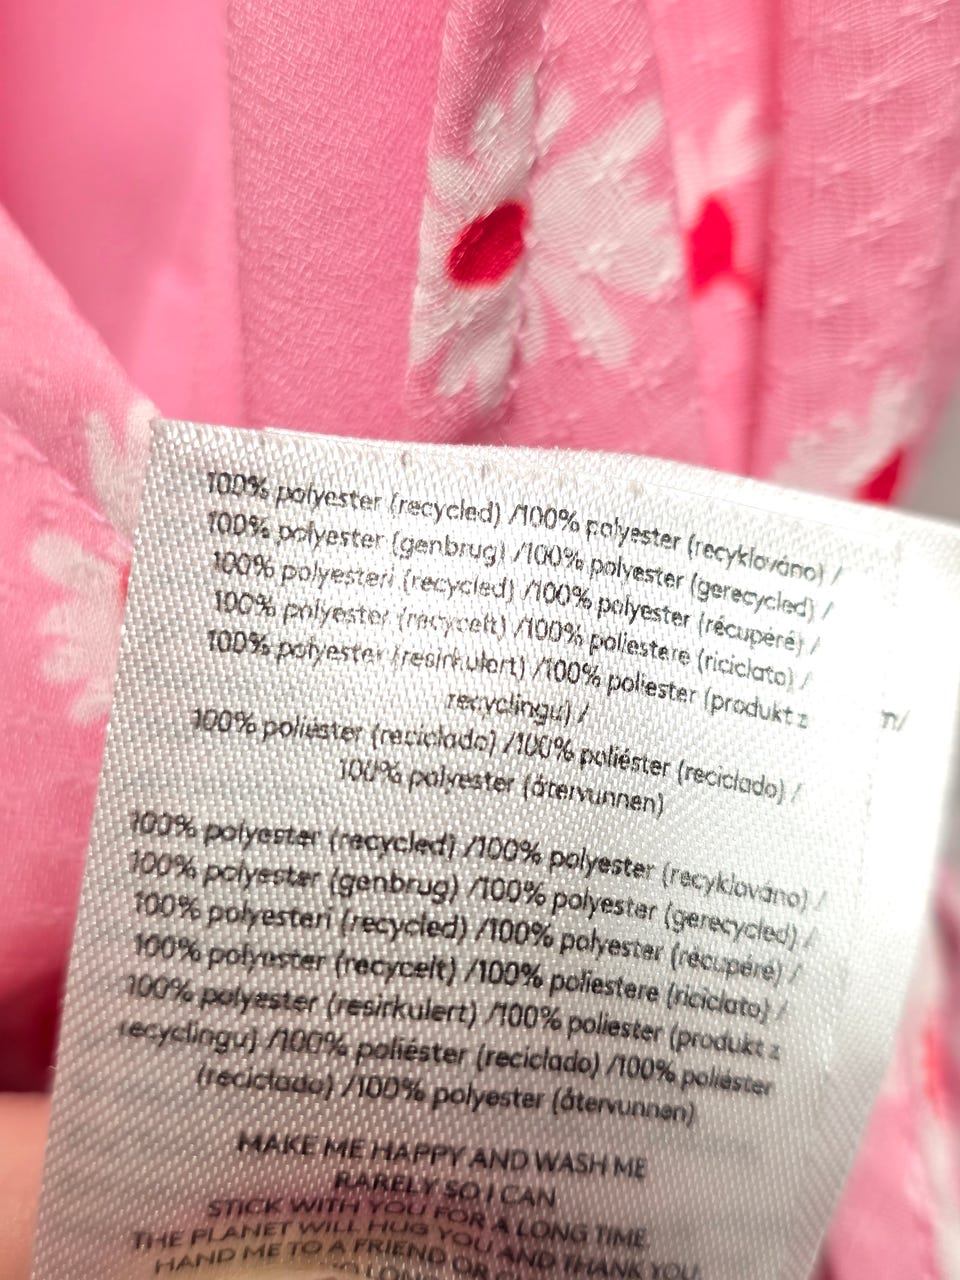 100% polyester (recycled) /100% polyester (recyklováno) /
100% polyester (genbrug) /100% polyester (gerecycled) /
100% polyesteri (recycled) /100% polyester (récupéré) /
100% polyester (recycelt) /100% poliestere (riciclato) /
100% polyester (resirkulert) /100% poliester (produkt z
recyclingu) /
100% poliéster (reciclado) /100% poliéster (reciclado) /
100% polyester (återvunnen)
100% polyester (recycled) /100% polyester (recyklováno) /
100% polyester (genbrug) /100% polyester (gerecycled) /
100% polyesteri (recycled) /100% polyester (récupéré) /
100% polyester (recycelt) /100% poliestere (riciclato) /
100% polyester (resirkulert) /100% poliester (produkt z
recyclingu) /100% poliéster (reciclado) /100% poliéster
(reciclado) /100% polyester (återvunnen)
MAKE ME HAPPY AND WASH ME
RARELY SO I CAN
STICK WITH YOU FOR A LONG TIME
THE PLANET WILL HUG YOU AND THANK YOU
HAND ME TO A FRIEND OR